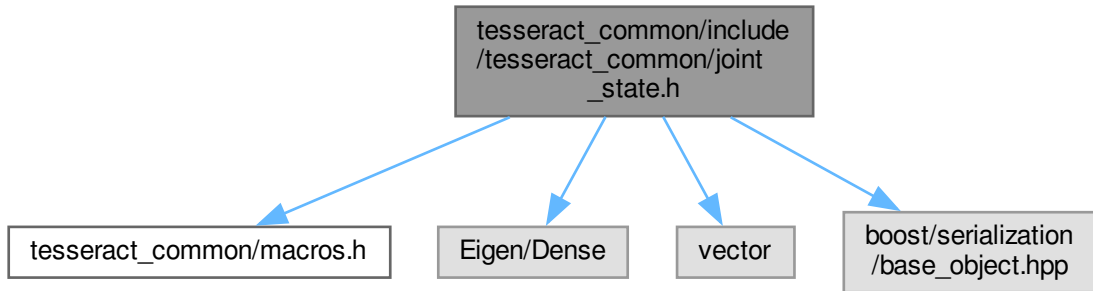 tesseract_common/include
/tesseract_common/joint
_state.h
tesseract_common/macros.h
Eigen/Dense
vector
boost/serialization
/base_object.hpp